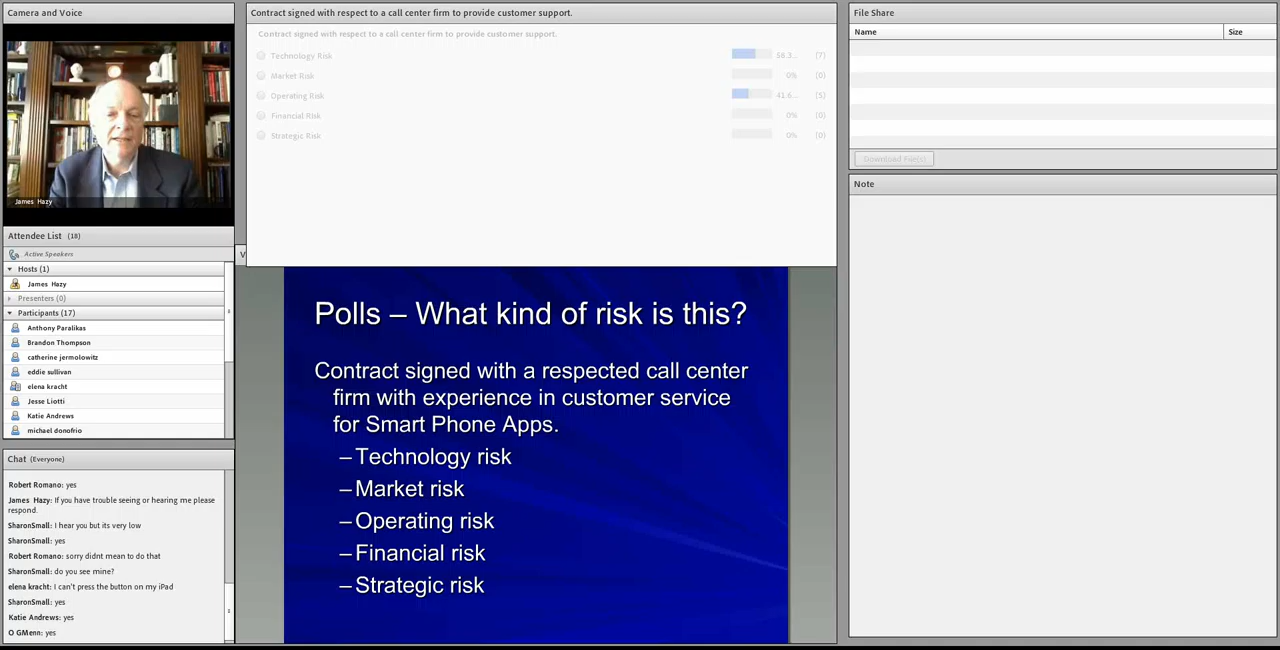 Camera and Voice
James Hazy
Attendee List (18)
Active Speakers
Hosts (1)
James Hazy
Presenters (0)
Participants (17)
Anthony Paralikas
Brandon Thompson
catherine jermolowitz
eddie sullivan
elena kracht
Jesse Liotti
Katie Andrews
michael donofrio
Chat (Everyone)
Robert Romano: yes
James Hazy: If you have trouble seeing or hearing me please
respond.
SharonSmall: I hear you but its very low
SharonSmall: yes
Robert Romano: sorry didnt mean to do that
SharonSmall: do you see mine?
elena kracht: I can't press the button on my iPad
SharonSmall: yes
Katie Andrews: yes
O GMenn: yes
Contract signed with respect to a call center firm to provide customer support.
Contract signed with respect to a call center firm to provide customer support.
Technology Risk 58.3... (7)
Market Risk 0% (0)
Operating Risk 41.6... (5)
Financial Risk 0% (0)
Strategic Risk 0% (0)
V
Polls – What kind of risk is this?
Contract signed with a respected call center
firm with experience in customer service
for Smart Phone Apps.
–Technology risk
–Market risk
–Operating risk
–Financial risk
–Strategic risk
File Share
Name Size
Download File(s)
Note